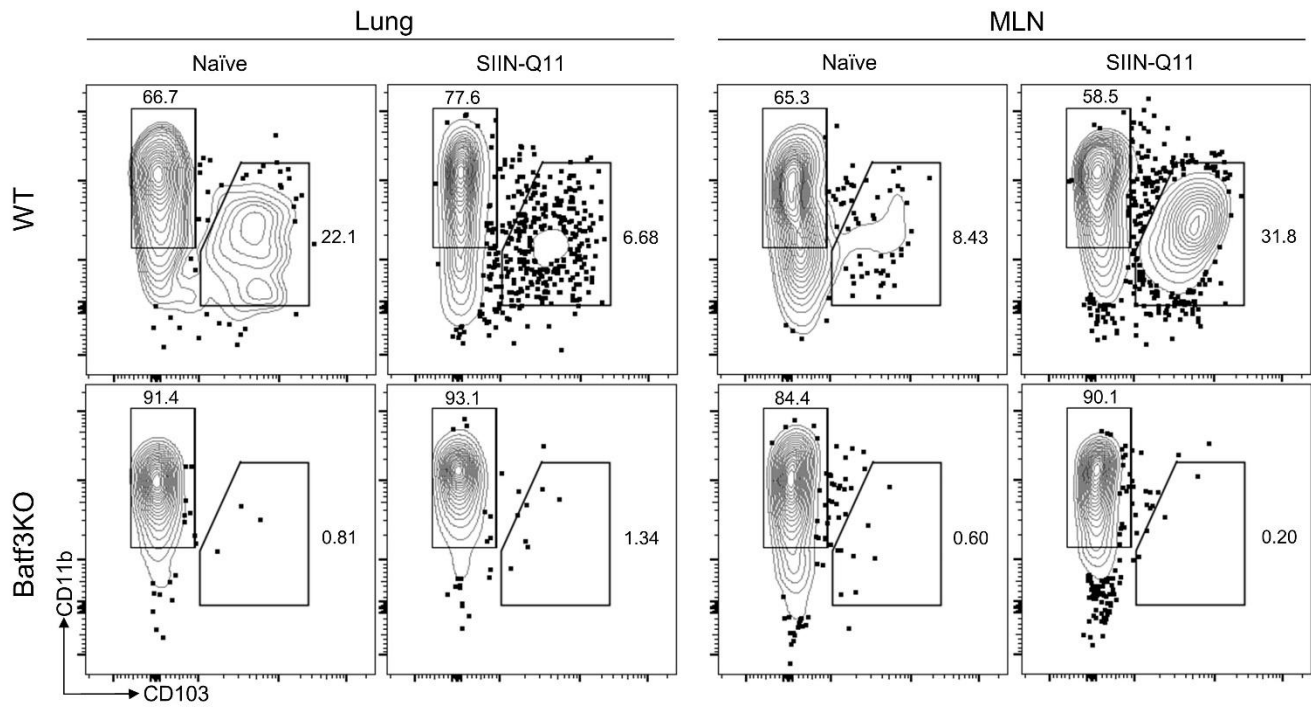 Lung MLN
Naïve SIIN-Q11 Naïve SIIN-Q11
WT
66.7 77.6 65.3 58.5
22.1 6.68 8.43 31.8
Batf3KO
91.4 93.1 84.4 90.1
0.81 1.34 0.60 0.20
CD11b
CD103